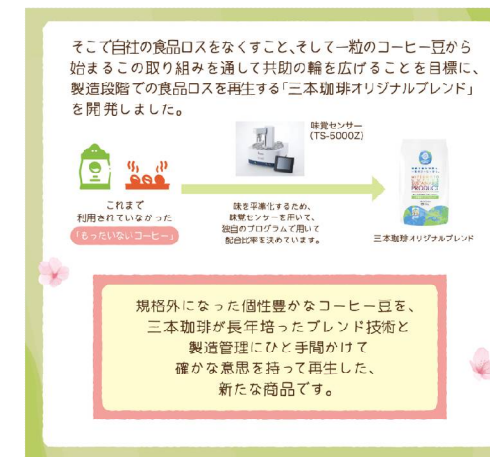 そこで自社の食品ロスをなくすこと、そして一粒のコーヒー豆から
始まるこの取り組みを通して共助の輪を広げることを目標に、
製造段階での食品ロスを再生する「三本珈琲オリジナルブレンド」
を開発しました。
味覚センサー
(TS-5000Z)
これまで
利用されていなかった
「もったいないコーヒー」
味を平準化するため、
味覚センサーを用いて、
独自のプログラムで用いて
配合比率を決めています。
三本珈琲オリジナルブレンド
規格外になった個性豊かなコーヒー豆を、
三本珈琲が長年培ったブレンド技術と
製造管理にひと手間かけて
確かな意思を持って再生した、
新たな商品です。